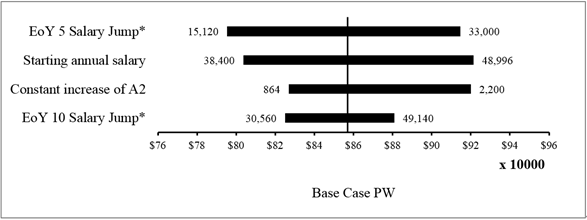 EoY 5 Salary Jump* 15,120 33,000
Starting annual salary 38,400 48,996
Constant increase of A2 864 2,200
EoY 10 Salary Jump* 30,560 49,140
$76 $78 $80 $82 $84 $86 $88 $90 $92 $94 $96
x 10000
Base Case PW